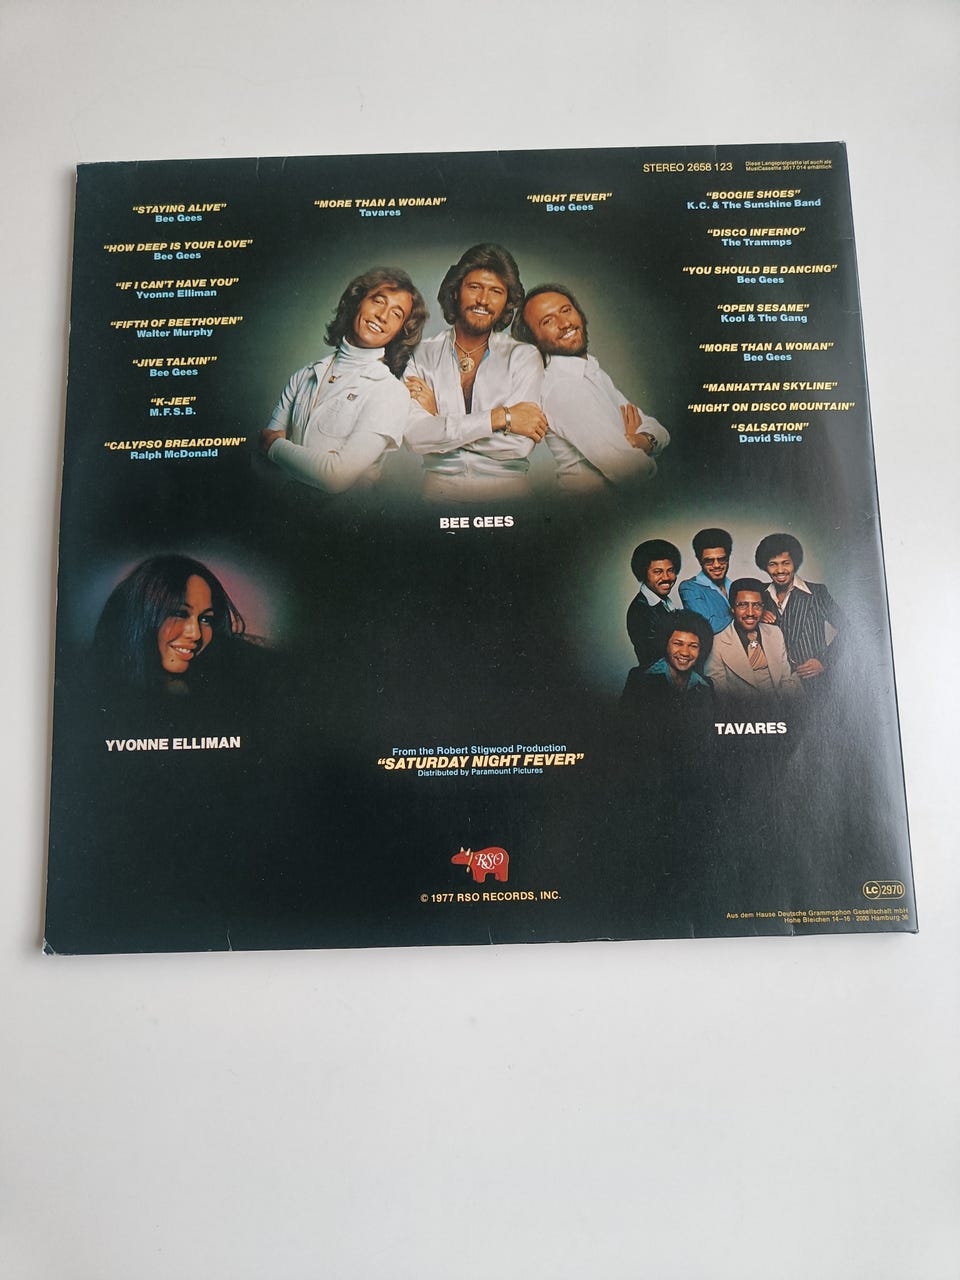 STEREO 2658 123
Diese Langspielplatte ist auch als
MusiCassette 3517 014 erhältlich
"STAYING ALIVE"
Bee Gees
"HOW DEEP IS YOUR LOVE"
Bee Gees
"IF I CAN'T HAVE YOU"
Yvonne Elliman
"FIFTH OF BEETHOVEN"
Walter Murphy
"JIVE TALKIN'"
Bee Gees
"K-JEE"
M.F.S.B.
"CALYPSO BREAKDOWN"
Ralph McDonald
"MORE THAN A WOMAN"
Tavares
"NIGHT FEVER"
Bee Gees
"BOOGIE SHOES"
K.C. & The Sunshine Band
"DISCO INFERNO"
The Trammps
"YOU SHOULD BE DANCING"
Bee Gees
"OPEN SESAME"
Kool & The Gang
"MORE THAN A WOMAN"
Bee Gees
"MANHATTAN SKYLINE"
"NIGHT ON DISCO MOUNTAIN"
"SALSATION"
David Shire
BEE GEES
YVONNE ELLIMAN
TAVARES
From the Robert Stigwood Production
"SATURDAY NIGHT FEVER"
Distributed by Paramount Pictures
RSO
© 1977 RSO RECORDS, INC.
LC 2970
Aus dem Hause Deutsche Grammophon Gesellschaft mbH
Hohe Bleichen 14-16 · 2000 Hamburg 36